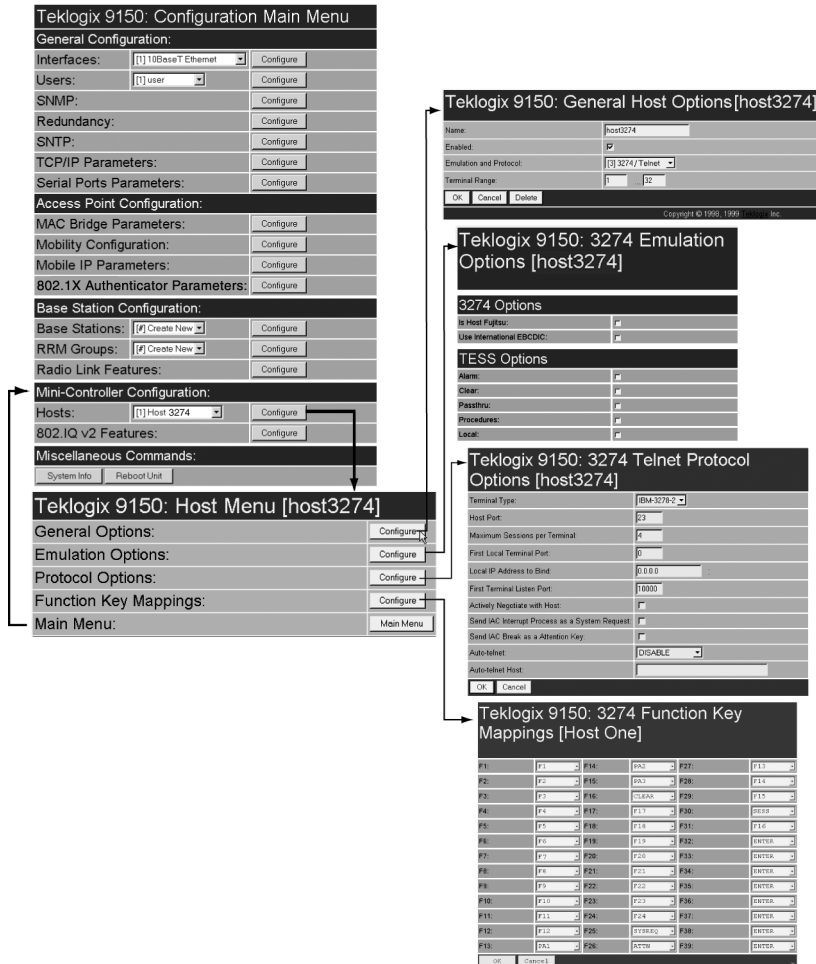 Teklogix 9150: Configuration Main Menu
General Configuration:
Interfaces: [1] 10BaseT Ethernet Configure
Users: [1] user Configure
SNMP: Configure
Redundancy: Configure
SNTP: Configure
TCP/IP Parameters: Configure
Serial Ports Parameters: Configure
Access Point Configuration:
MAC Bridge Parameters: Configure
Mobility Configuration: Configure
Mobile IP Parameters: Configure
802.1X Authenticator Parameters: Configure
Base Station Configuration:
Base Stations: [#] Create New Configure
RRM Groups: [#] Create New Configure
Radio Link Features: Configure
Mini-Controller Configuration:
Hosts: [1] Host 3274 Configure
802.IQ v2 Features: Configure
Miscellaneous Commands:
System Info Reboot Unit
Teklogix 9150: Host Menu [host3274]
General Options: Configure
Emulation Options: Configure
Protocol Options: Configure
Function Key Mappings: Configure
Main Menu: Main Menu
Teklogix 9150: General Host Options [host3274]
Name: host3274
Enabled:
Emulation and Protocol: [3] 3274 / Telnet
Terminal Range: 1 .. 32
OK Cancel Delete
Copyright © 1998, 1999 Teklogix Inc.
Teklogix 9150: 3274 Emulation
Options [host3274]
3274 Options
Is Host Fujitsu:
Use International EBCDIC:
TESS Options
Alarm:
Clear:
Passthru:
Procedures:
Local:
Teklogix 9150: 3274 Telnet Protocol
Options [host3274]
Terminal Type: IBM-3278-2
Host Port: 23
Maximum Sessions per Terminal: 4
First Local Terminal Port: 0
Local IP Address to Bind: 0.0.0.0 :
First Terminal Listen Port: 10000
Actively Negotiate with Host:
Send IAC Interrupt Process as a System Request:
Send IAC Break as a Attention Key:
Auto-telnet: DISABLE
Auto-telnet Host:
OK Cancel
Teklogix 9150: 3274 Function Key
Mappings [Host One]
F1: F1 F14: PA2 F27: F13
F2: F2 F15: PA3 F28: F14
F3: F3 F16: CLEAR F29: F15
F4: F4 F17: F17 F30: SESS
F5: F5 F18: F18 F31: F16
F6: F6 F19: F19 F32: ENTER
F7: F7 F20: F20 F33: ENTER
F8: F8 F21: F21 F34: ENTER
F9: F9 F22: F22 F35: ENTER
F10: F10 F23: F23 F36: ENTER
F11: F11 F24: F24 F37: ENTER
F12: F12 F25: SYSREQ F38: ENTER
F13: PA1 F26: ATTN F39: ENTER
OK Cancel